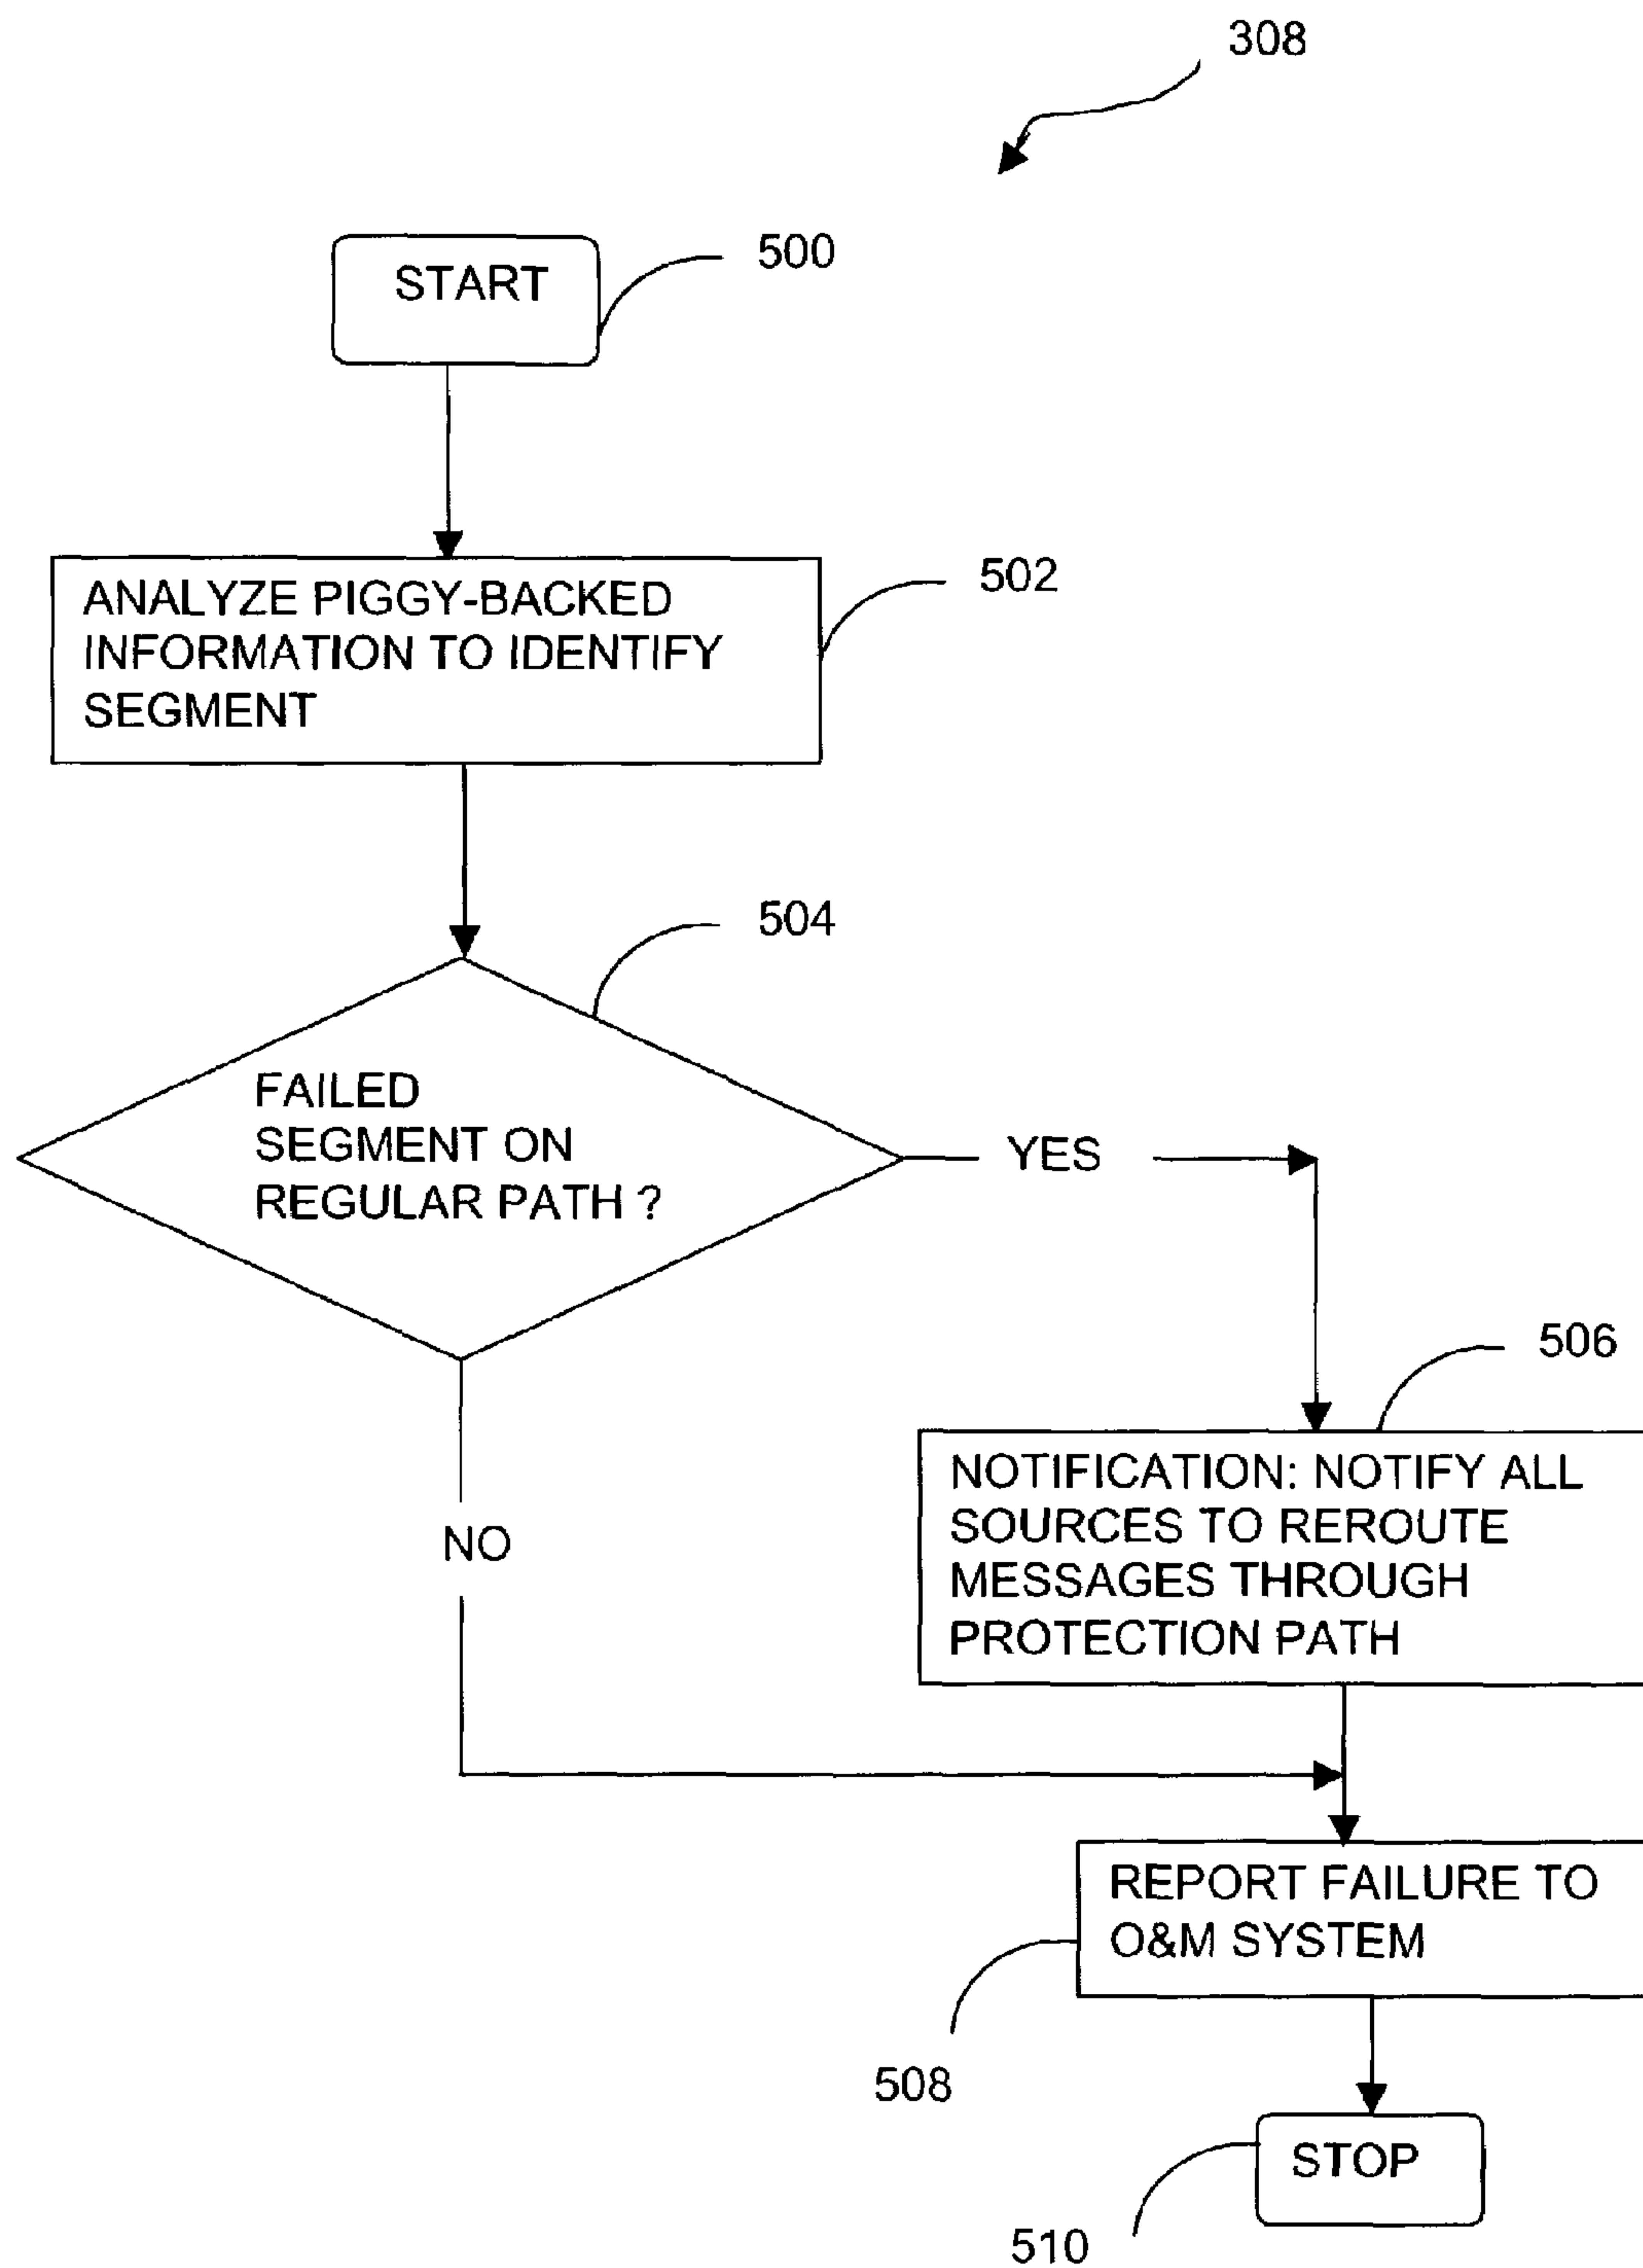 308
START
500
ANALYZE PIGGY-BACKED
INFORMATION TO IDENTIFY
SEGMENT
502
504
FAILED
SEGMENT ON
REGULAR PATH ?
YES
506
NOTIFICATION: NOTIFY ALL
SOURCES TO REROUTE
MESSAGES THROUGH
PROTECTION PATH
NO
REPORT FAILURE TO
O&M SYSTEM
508
STOP
510